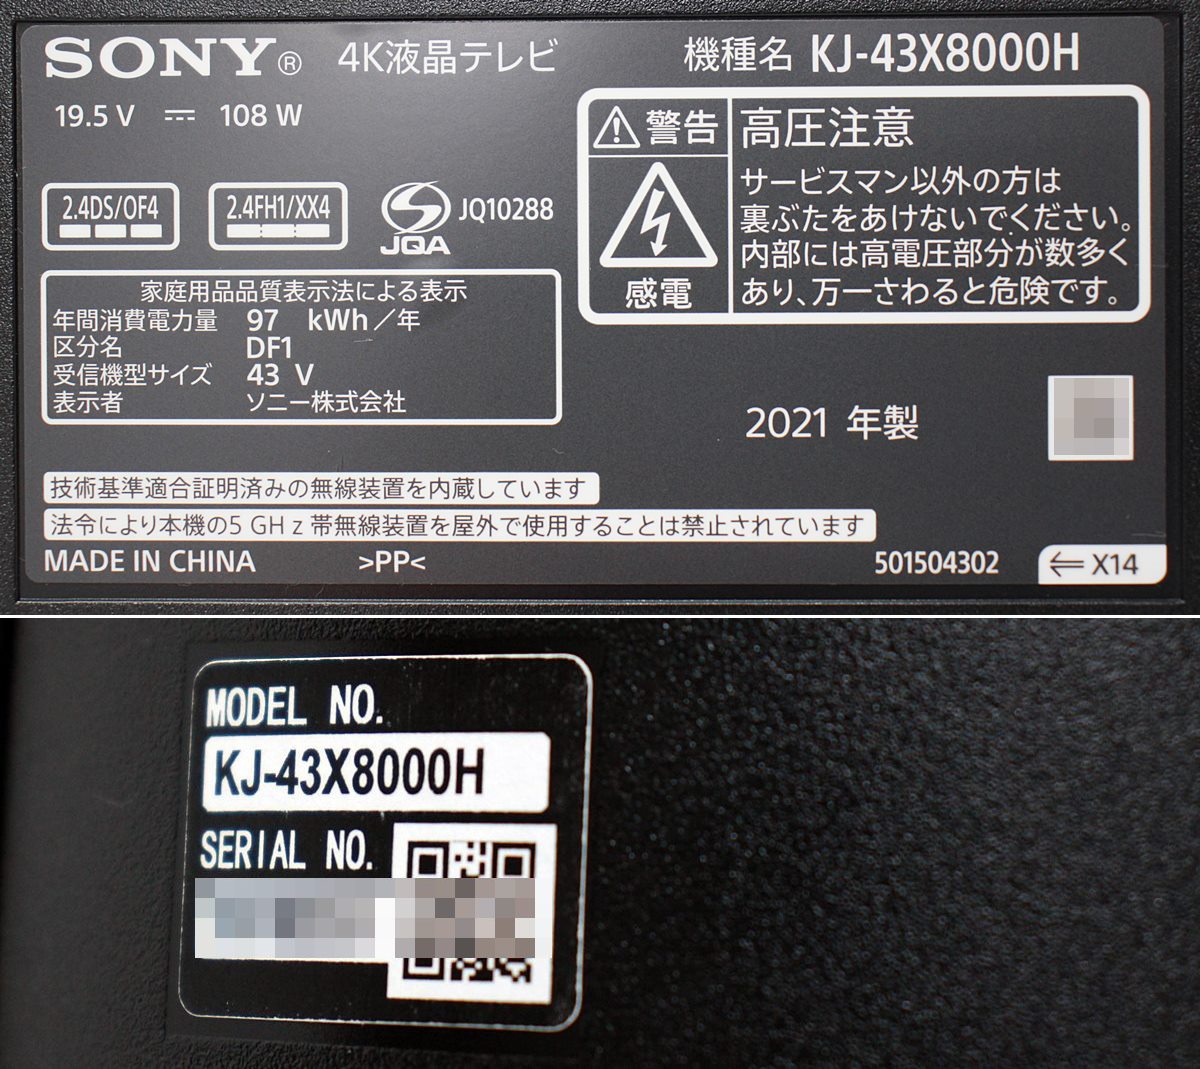 SONY® 4K液晶テレビ
機種名 KJ-43X8000H
19.5 V ⎓ 108 W
2.4DS/OF4
2.4FH1/XX4
JQA
JQ10288
家庭用品品質表示法による表示
年間消費電力量 97 kWh/年
区分名 DF1
受信機型サイズ 43 V
表示者 ソニー株式会社
警告
感電
高圧注意
サービスマン以外の方は
裏ぶたをあけないでください。
内部には高電圧部分が数多く
あり、万一さわると危険です。
2021 年製
技術基準適合証明済みの無線装置を内蔵しています
法令により本機の5 GHz帯無線装置を屋外で使用することは禁止されています
MADE IN CHINA >PP< 501504302 ⇐ X14
MODEL NO.
KJ-43X8000H
SERIAL NO.